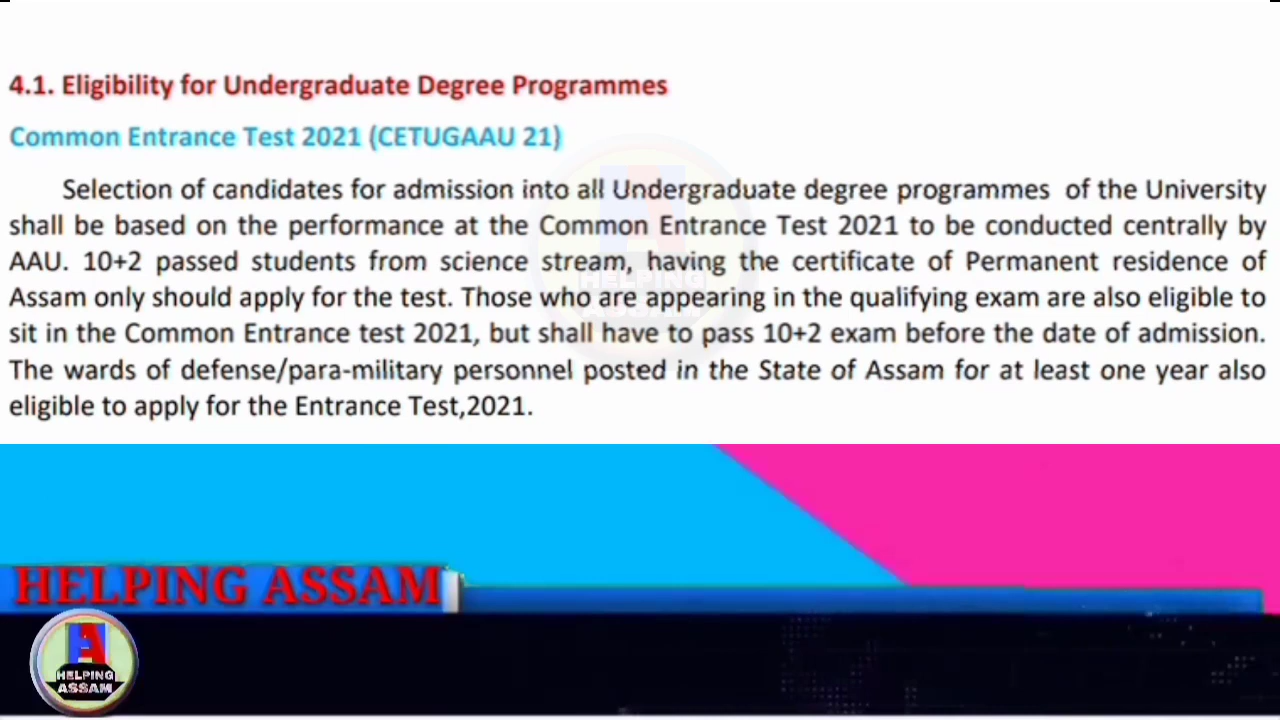 4.1. Eligibility for Undergraduate Degree Programmes
Common Entrance Test 2021 (CETUGAAU 21)
Selection of candidates for admission into all Undergraduate degree programmes of the University
shall be based on the performance at the Common Entrance Test 2021 to be conducted centrally by
AAU. 10+2 passed students from science stream, having the certificate of Permanent residence of
Assam only should apply for the test. Those who are appearing in the qualifying exam are also eligible to
sit in the Common Entrance test 2021, but shall have to pass 10+2 exam before the date of admission.
The wards of defense/para-military personnel posted in the State of Assam for at least one year also
eligible to apply for the Entrance Test,2021.
HELPING
ASSAM
HELPING ASSAM
A
HELPING
ASSAM